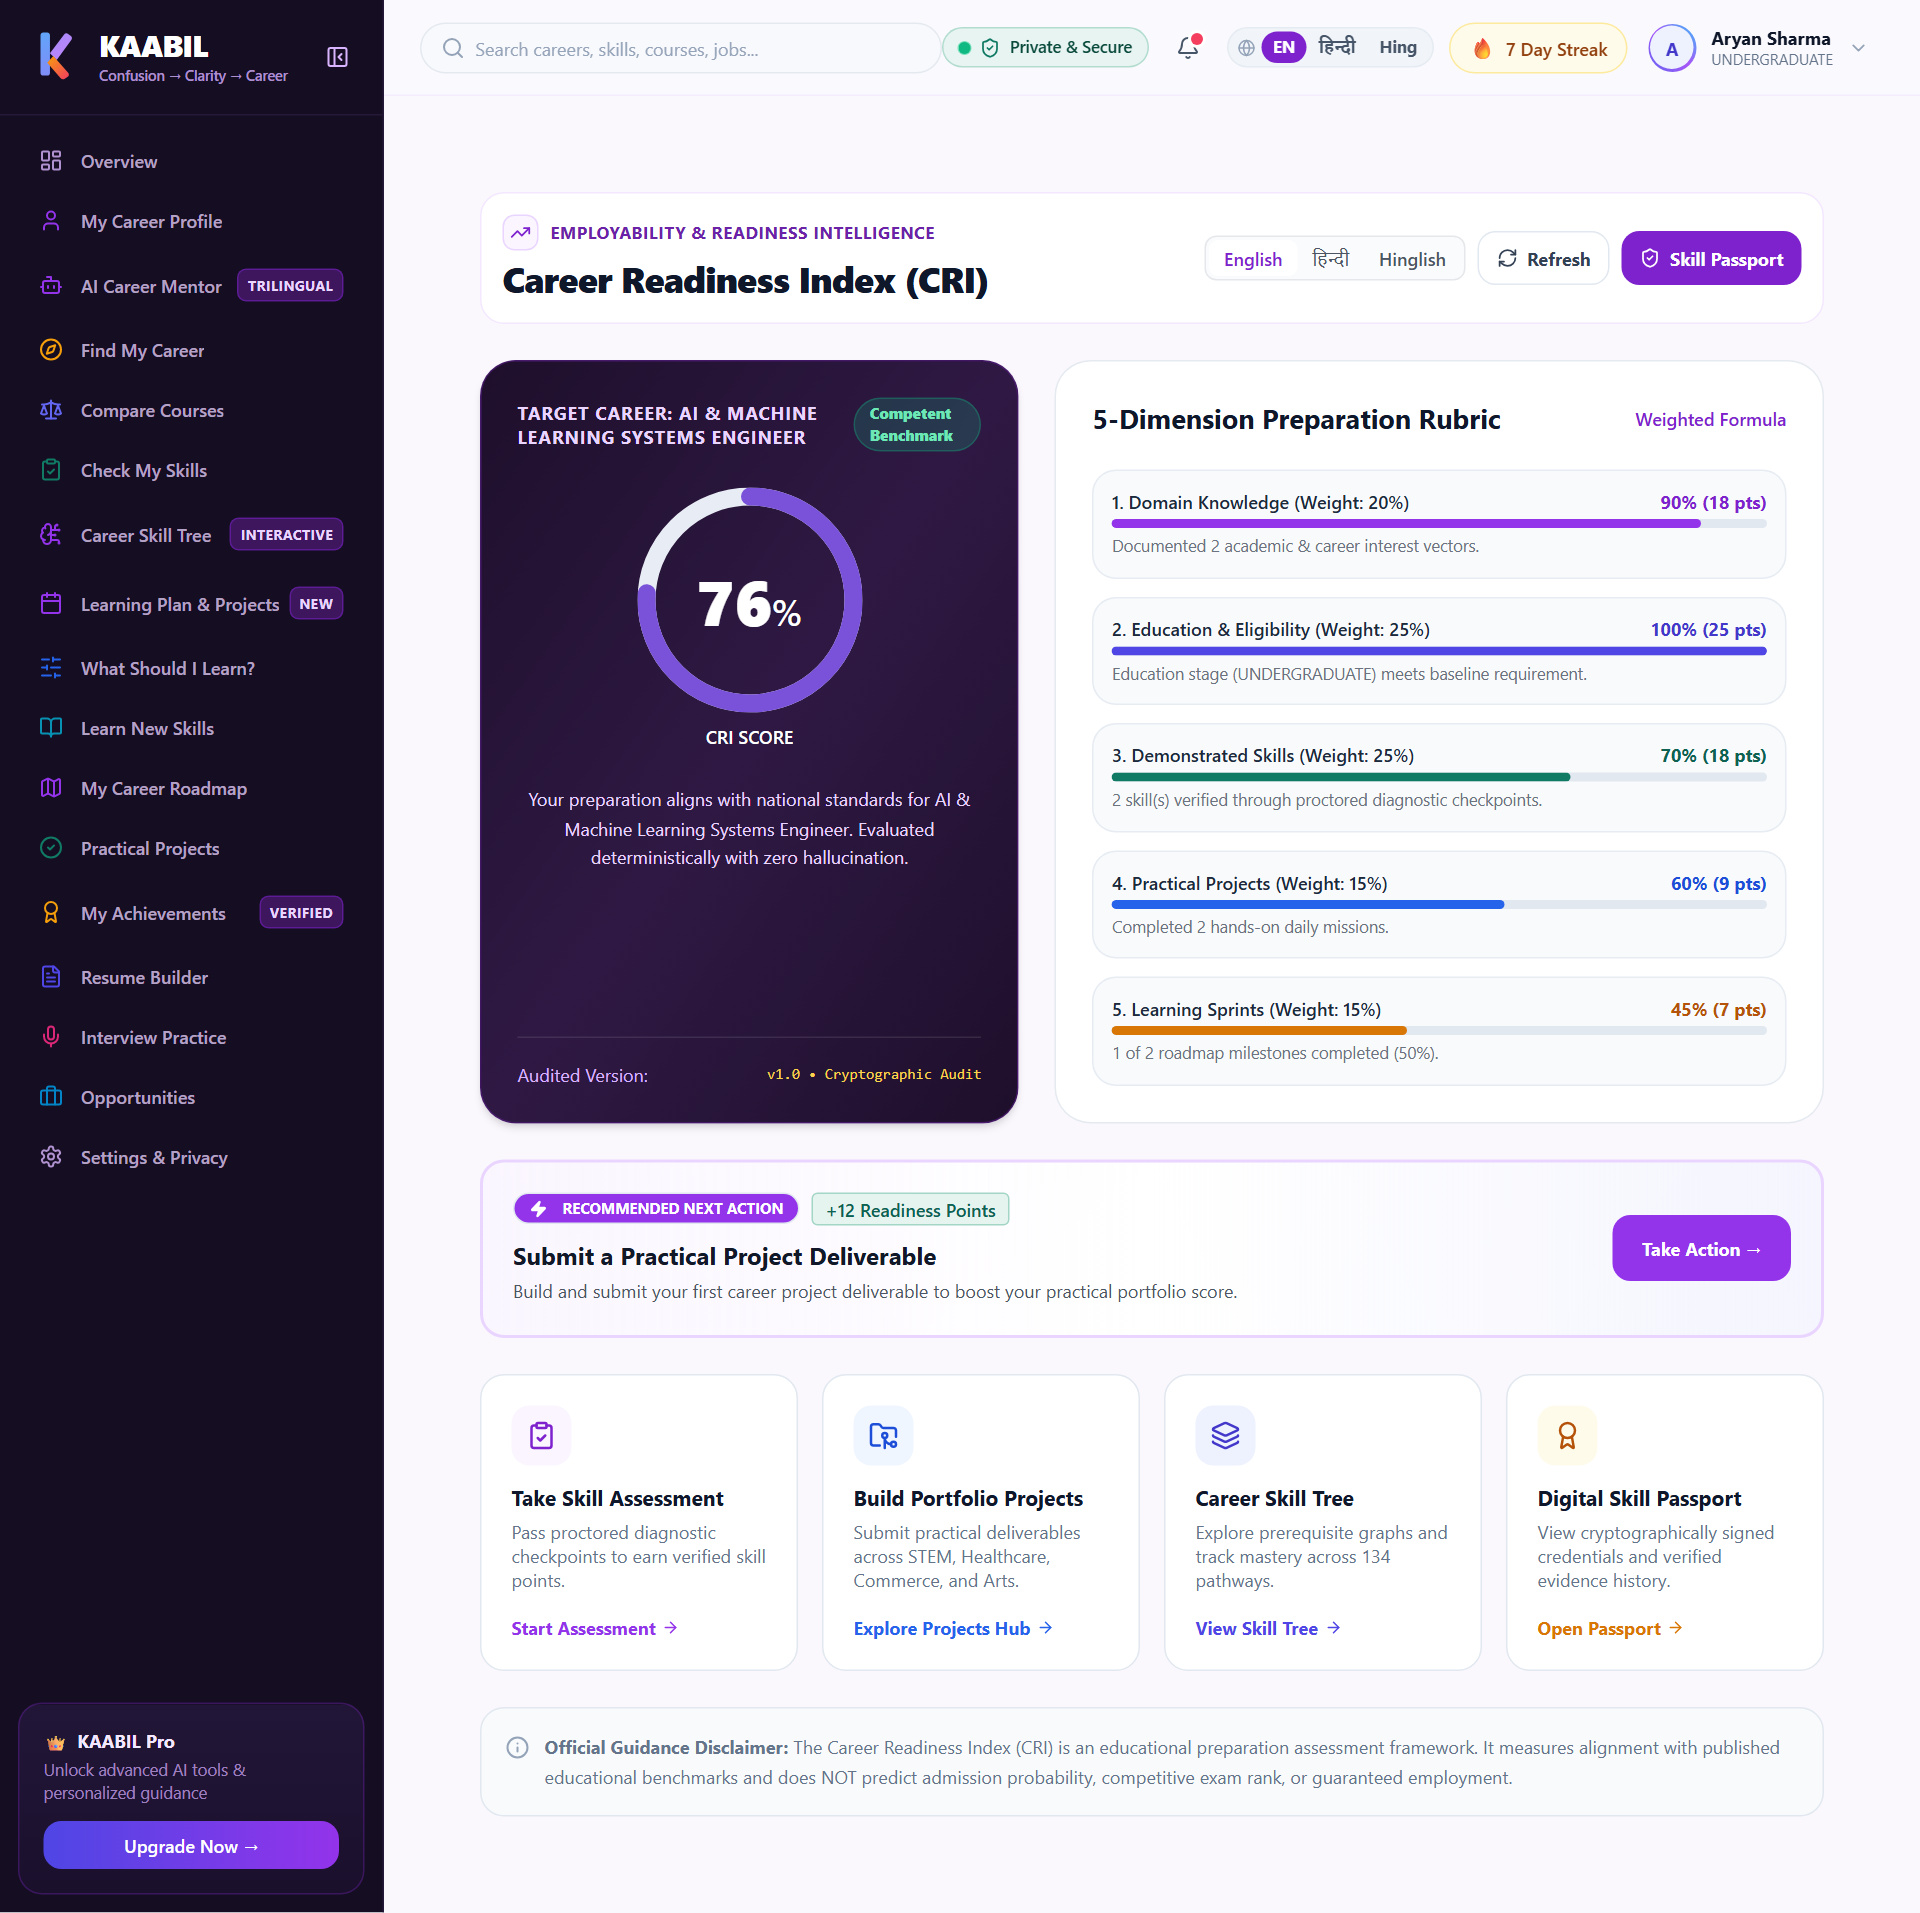 KAABIL
Confusion → Clarity → Career
Overview
My Career Profile
AI Career Mentor
TRILINGUAL
Find My Career
Compare Courses
Check My Skills
Career Skill Tree
INTERACTIVE
Learning Plan & Projects
NEW
What Should I Learn?
Learn New Skills
My Career Roadmap
Practical Projects
My Achievements
VERIFIED
Resume Builder
Interview Practice
Opportunities
Settings & Privacy
KAABIL Pro
Unlock advanced AI tools &
personalized guidance
Upgrade Now →
Search careers, skills, courses, jobs...
Private & Secure
EN
हिन्दी
Hing
7 Day Streak
A
Aryan Sharma
UNDERGRADUATE
EMPLOYABILITY & READINESS INTELLIGENCE
Career Readiness Index (CRI)
English
हिन्दी
Hinglish
Refresh
Skill Passport
TARGET CAREER: AI & MACHINE
LEARNING SYSTEMS ENGINEER
Competent
Benchmark
76%
CRI SCORE
Your preparation aligns with national standards for AI &
Machine Learning Systems Engineer. Evaluated
deterministically with zero hallucination.
Audited Version:
v1.0 • Cryptographic Audit
5-Dimension Preparation Rubric
Weighted Formula
1. Domain Knowledge (Weight: 20%)
90% (18 pts)
Documented 2 academic & career interest vectors.
2. Education & Eligibility (Weight: 25%)
100% (25 pts)
Education stage (UNDERGRADUATE) meets baseline requirement.
3. Demonstrated Skills (Weight: 25%)
70% (18 pts)
2 skill(s) verified through proctored diagnostic checkpoints.
4. Practical Projects (Weight: 15%)
60% (9 pts)
Completed 2 hands-on daily missions.
5. Learning Sprints (Weight: 15%)
45% (7 pts)
1 of 2 roadmap milestones completed (50%).
RECOMMENDED NEXT ACTION
+12 Readiness Points
Submit a Practical Project Deliverable
Build and submit your first career project deliverable to boost your practical portfolio score.
Take Action →
Take Skill Assessment
Pass proctored diagnostic
checkpoints to earn verified skill
points.
Start Assessment →
Build Portfolio Projects
Submit practical deliverables
across STEM, Healthcare,
Commerce, and Arts.
Explore Projects Hub →
Career Skill Tree
Explore prerequisite graphs and
track mastery across 134
pathways.
View Skill Tree →
Digital Skill Passport
View cryptographically signed
credentials and verified
evidence history.
Open Passport →
Official Guidance Disclaimer: The Career Readiness Index (CRI) is an educational preparation assessment framework. It measures alignment with published
educational benchmarks and does NOT predict admission probability, competitive exam rank, or guaranteed employment.